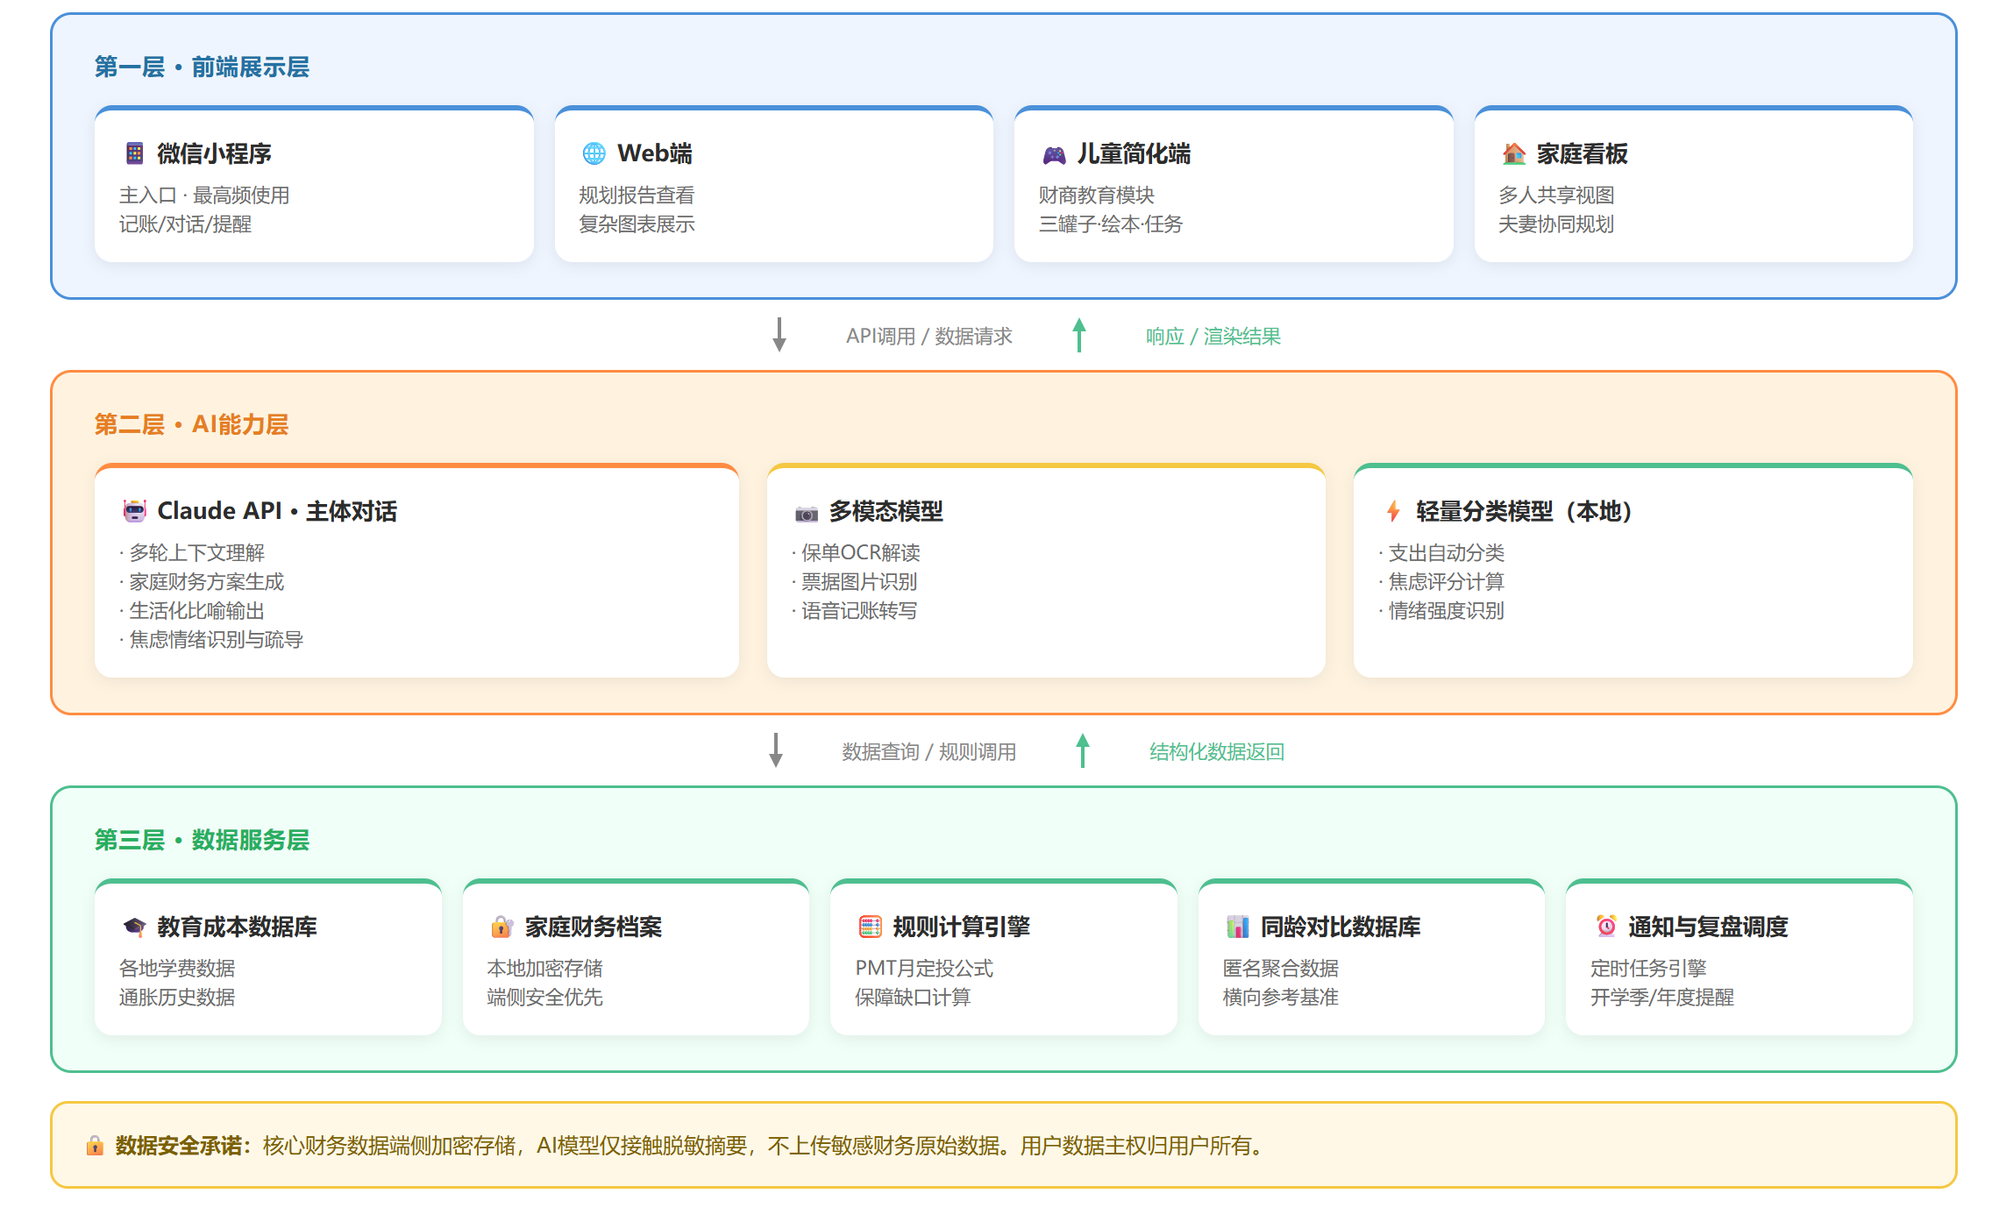 第一层 • 前端展示层
微信小程序
主入口 · 最高频使用
记账/对话/提醒
Web端
规划报告查看
复杂图表展示
儿童简化端
财商教育模块
三罐子·绘本·任务
家庭看板
多人共享视图
夫妻协同规划
API调用 / 数据请求
响应 / 渲染结果
第二层 • AI能力层
Claude API • 主体对话
· 多轮上下文理解
· 家庭财务方案生成
· 生活化比喻输出
· 焦虑情绪识别与疏导
多模态模型
· 保单OCR解读
· 票据图片识别
· 语音记账转写
轻量分类模型（本地）
· 支出自动分类
· 焦虑评分计算
· 情绪强度识别
数据查询 / 规则调用
结构化数据返回
第三层 • 数据服务层
教育成本数据库
各地学费数据
通胀历史数据
家庭财务档案
本地加密存储
端侧安全优先
规则计算引擎
PMT月定投公式
保障缺口计算
同龄对比数据库
匿名聚合数据
横向参考基准
通知与复盘调度
定时任务引擎
开学季/年度提醒
数据安全承诺：核心财务数据端侧加密存储，AI模型仅接触脱敏摘要，不上传敏感财务原始数据。用户数据主权归用户所有。